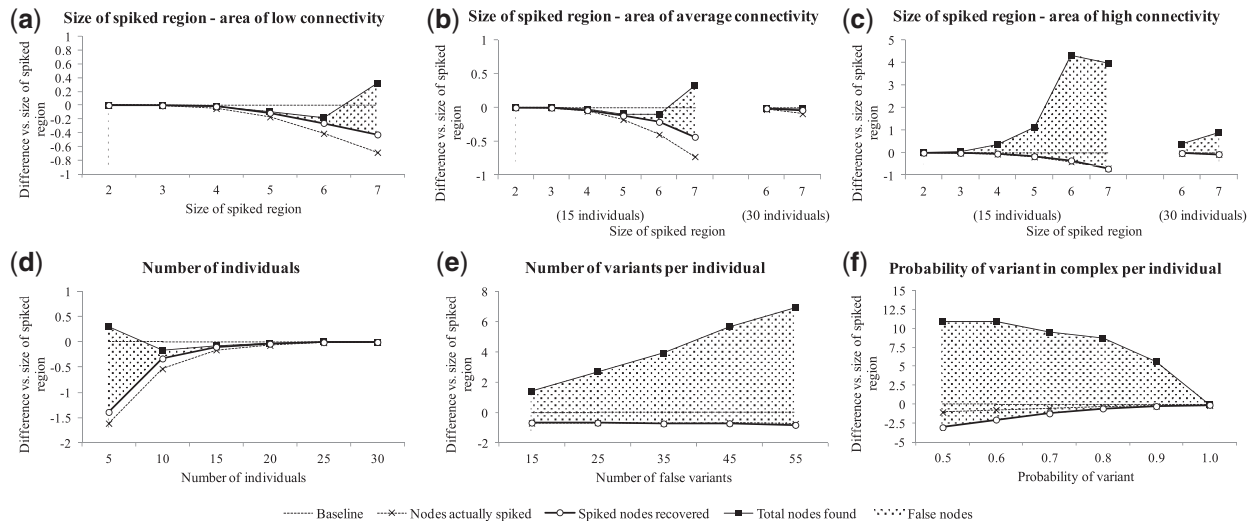 (a) Size of spiked region - area of low connectivity
Difference vs. size of spiked region
1
0.8
0.6
0.4
0.2
0
-0.2
-0.4
-0.6
-0.8
-1
2 3 4 5 6 7
Size of spiked region
(b) Size of spiked region - area of average connectivity
Difference vs. size of spiked region
1
0.5
0
-0.5
-1
2 3 4 5 6 7 6 7
(15 individuals) (30 individuals)
Size of spiked region
(c) Size of spiked region - area of high connectivity
Difference vs. size of spiked region
5
4
3
2
1
0
-1
2 3 4 5 6 7 6 7
(15 individuals) (30 individuals)
Size of spiked region
(d) Number of individuals
Difference vs. size of spiked region
1
0.5
0
-0.5
-1
-1.5
-2
5 10 15 20 25 30
Number of individuals
(e) Number of variants per individual
Difference vs. size of spiked region
8
6
4
2
0
-2
15 25 35 45 55
Number of false variants
(f) Probability of variant in complex per individual
Difference vs. size of spiked region
15
12.5
10
7.5
5
2.5
0
-2.5
-5
0.5 0.6 0.7 0.8 0.9 1.0
Probability of variant
Baseline Nodes actually spiked Spiked nodes recovered Total nodes found False nodes